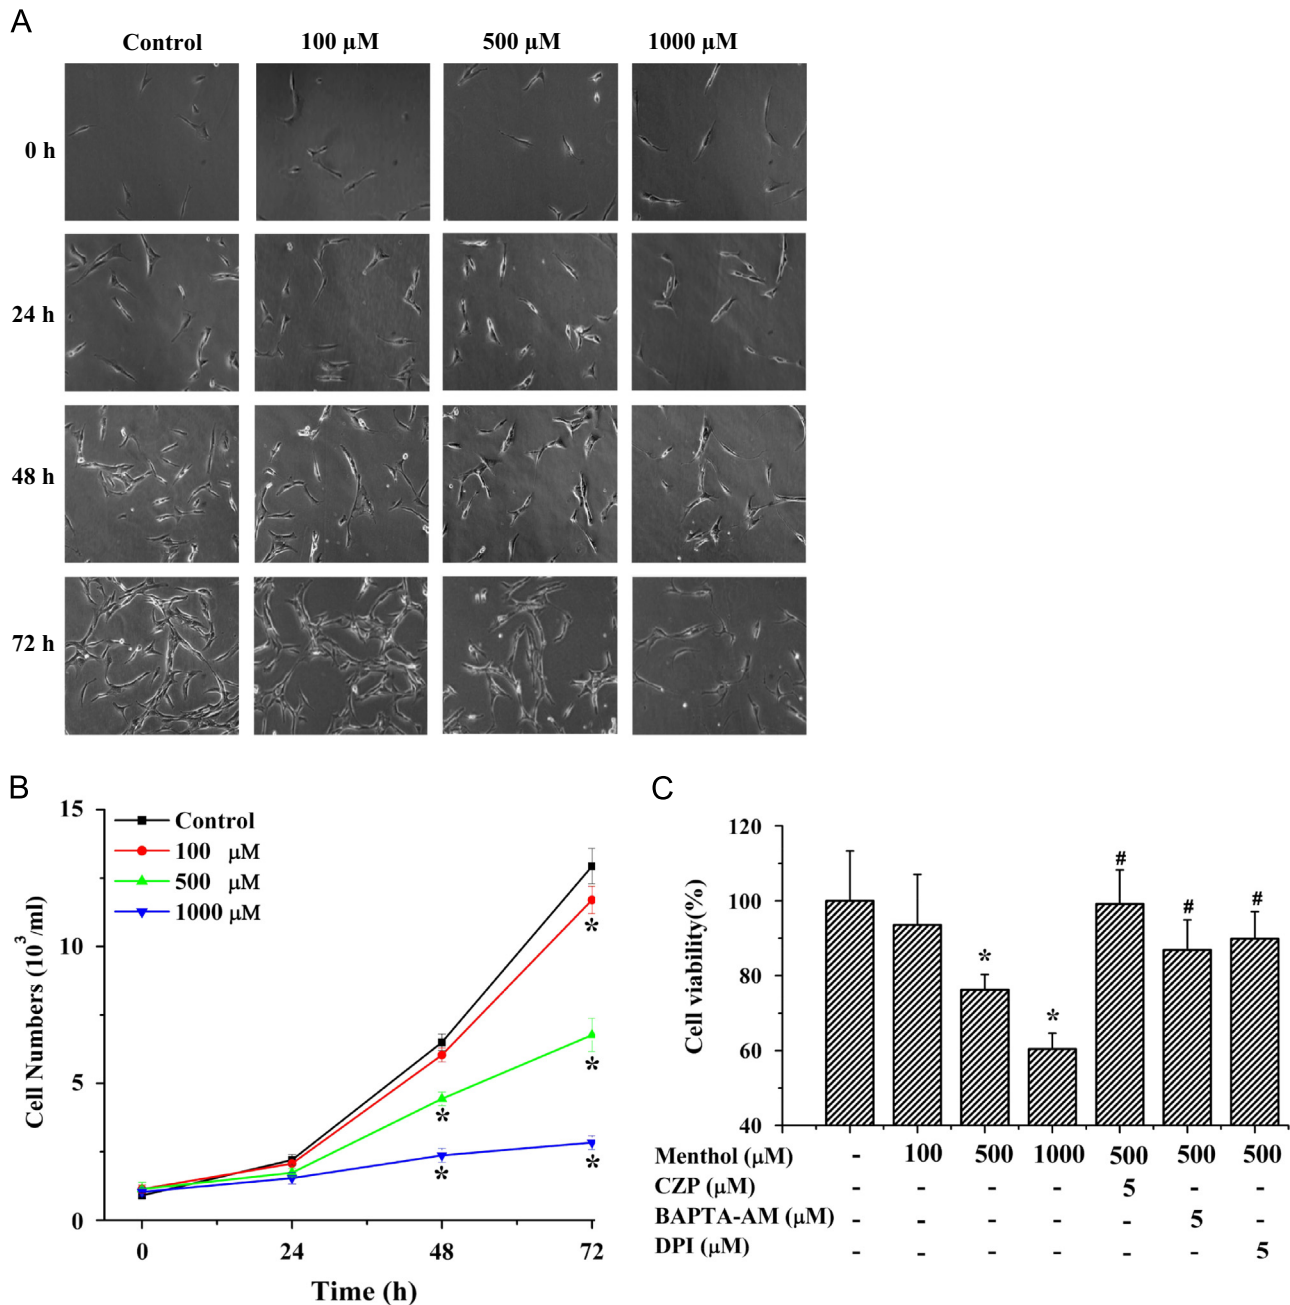 A
Control 100 μM 500 μM 1000 μM
0 h
24 h
48 h
72 h
B
15
10
5
0
Cell Numbers (10³/ml)
Control
100 μM
500 μM
1000 μM
*
*
*
*
*
0 24 48 72
Time (h)
C
120
100
80
60
40
Cell viability(%)
* * # # #
Menthol (μM) - 100 500 1000 500 500 500
CZP (μM) - - - - 5 - -
BAPTA-AM (μM) - - - - - 5 -
DPI (μM) - - - - - - 5